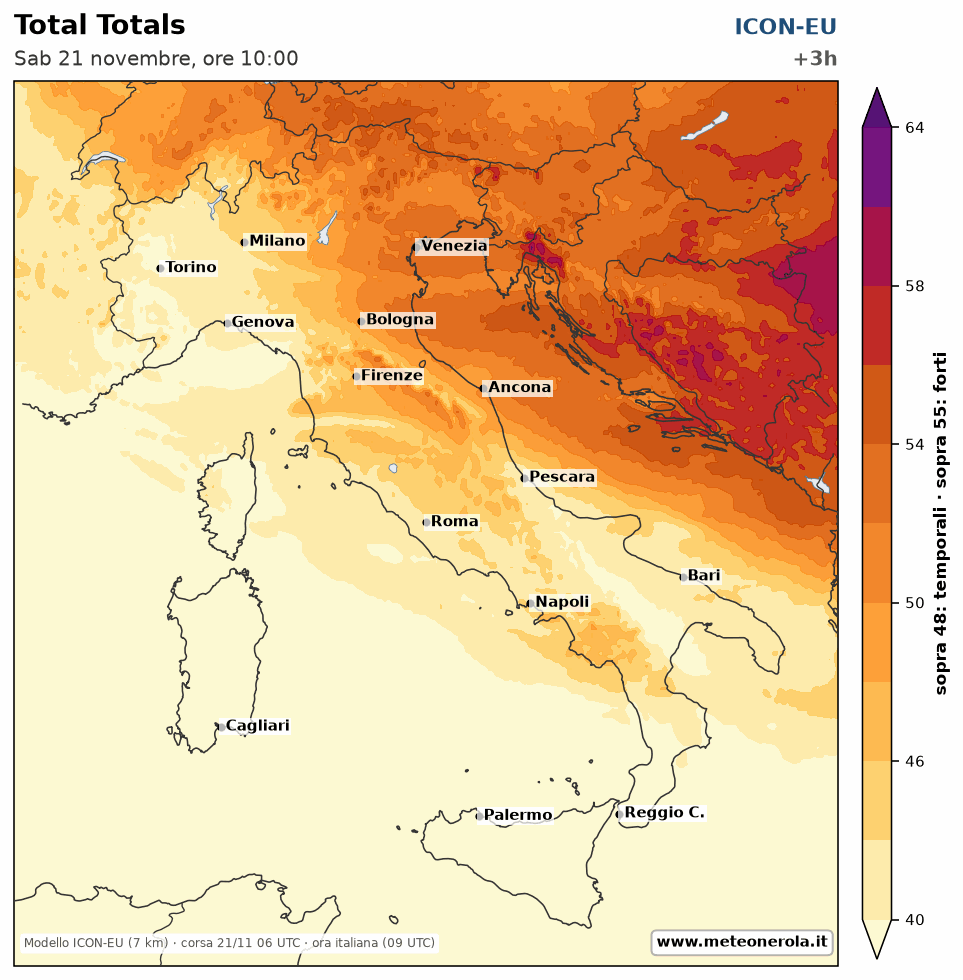 Total Totals
ICON-EU
Sab 21 novembre, ore 10:00
+3h
64
58
54
50
46
40
sopra 48: temporali · sopra 55: forti
Milano
Venezia
Torino
Genova
Bologna
Firenze
Ancona
Pescara
Roma
Bari
Napoli
Cagliari
Palermo
Reggio C.
Modello ICON-EU (7 km) · corsa 21/11 06 UTC · ora italiana (09 UTC)
www.meteonerola.it